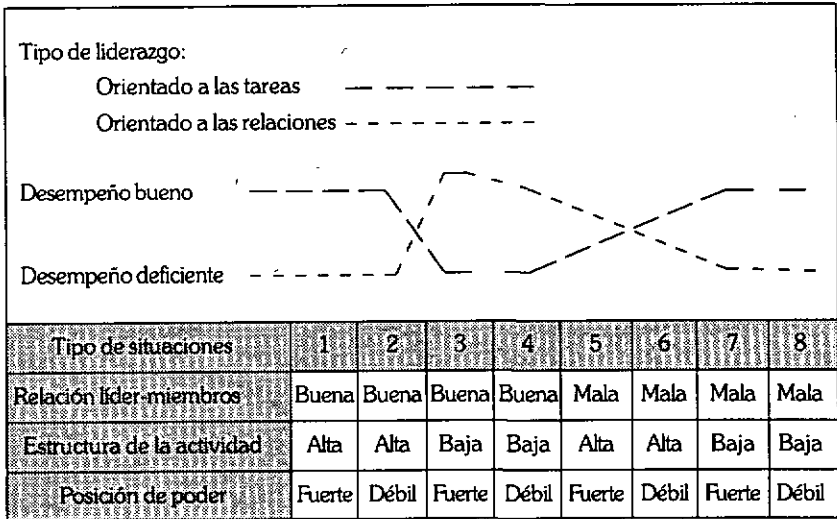 Tipo de liderazgo:
Orientado a las tareas
Orientado a las relaciones
Desempeño bueno
Desempeño deficiente
Tipo de situaciones 1 2 3 4 5 6 7 8
Relación líder-miembros Buena Buena Buena Buena Mala Mala Mala Mala
Estructura de la actividad Alta Alta Baja Baja Alta Alta Baja Baja
Posición de poder Fuerte Débil Fuerte Débil Fuerte Débil Fuerte Débil